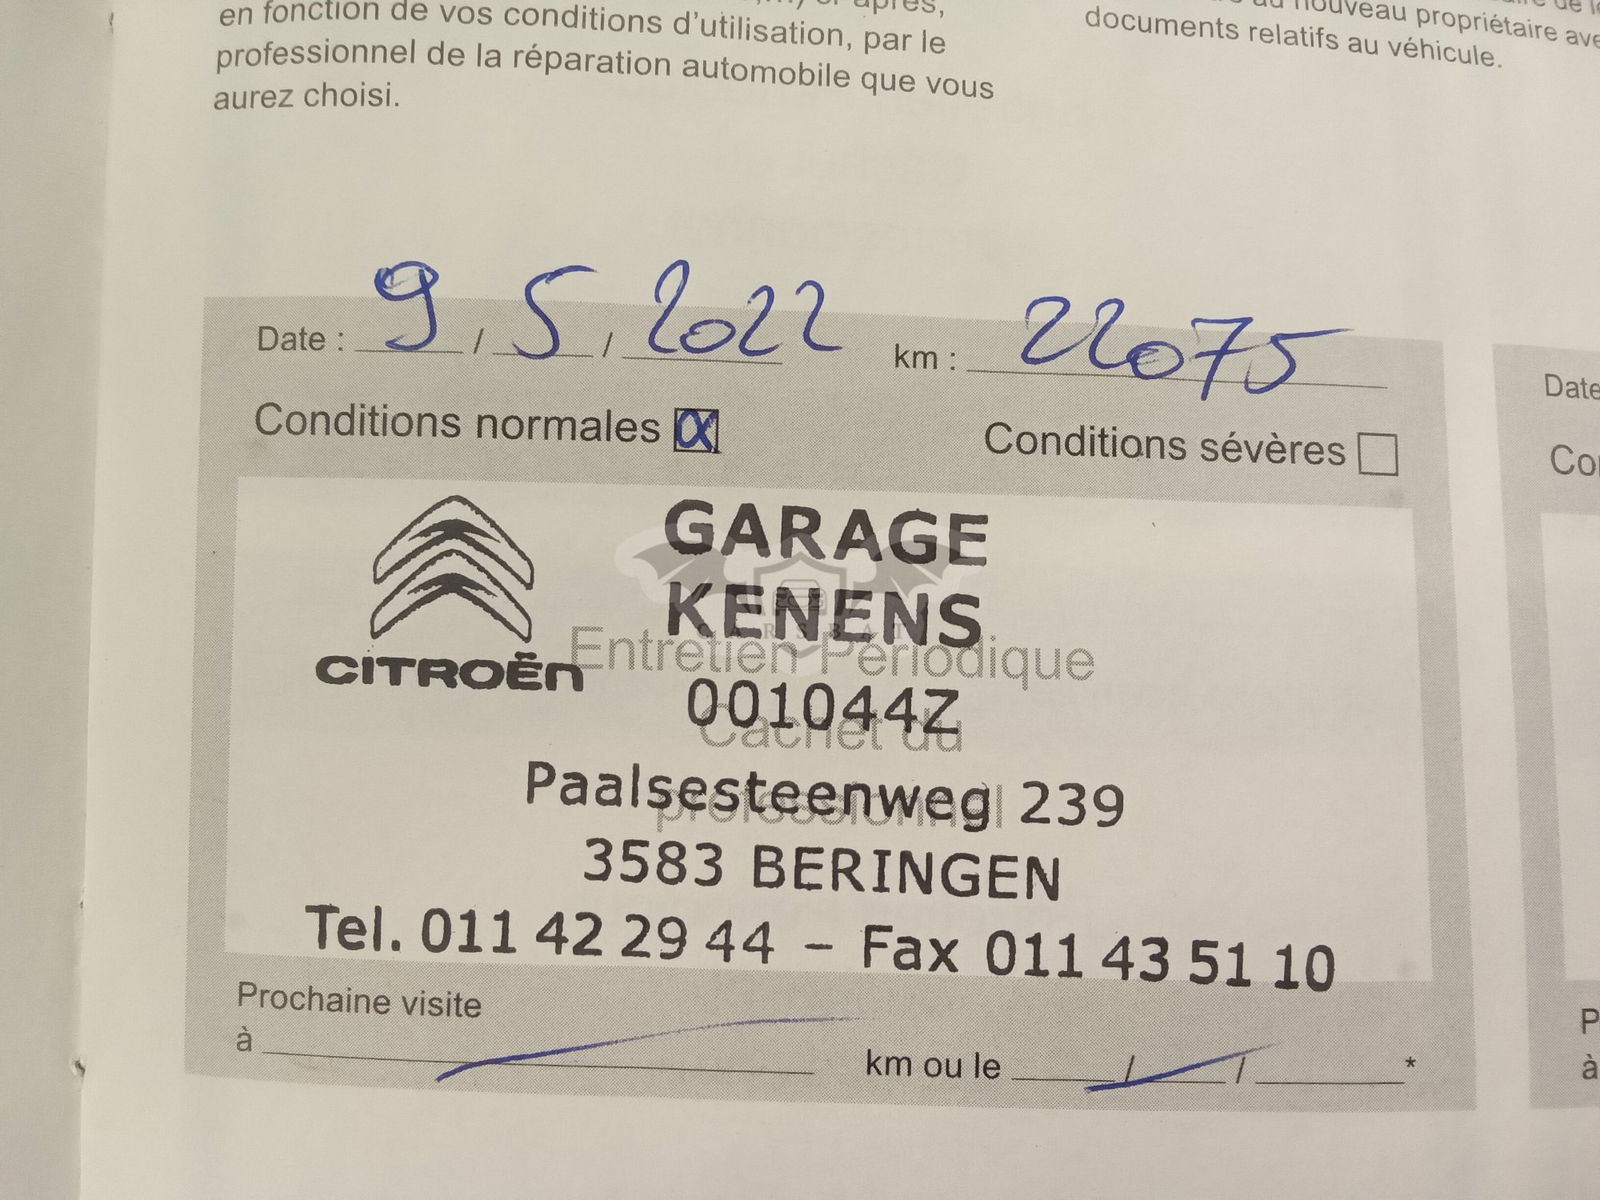 en fonction de vos conditions d'utilisation, par le
professionnel de la réparation automobile que vous
aurez choisi.
nouveau propriétaire
documents relatifs au véhicule.
Date : 9 / 5 / 2022 km : 22075
Conditions normales ☒ Conditions sévères ☐
CITROËN
GARAGE
KENENS
Entretien Périodique
001044Z
Cachet du
Paalsesteenweg 239
3583 BERINGEN
Tel. 011 42 29 44 – Fax 011 43 51 10
Prochaine visite
à km ou le / / *
Date
CARSBAT